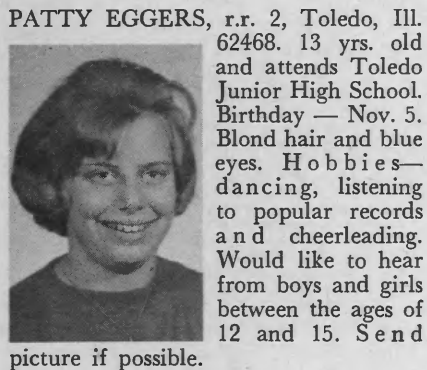 PATTY EGGERS, r.r. 2, Toledo, Ill.
62468. 13 yrs. old
and attends Toledo
Junior High School.
Birthday — Nov. 5.
Blond hair and blue
eyes. Hobbies—
dancing, listening
to popular records
and cheerleading.
Would like to hear
from boys and girls
between the ages of
12 and 15. Send
picture if possible.